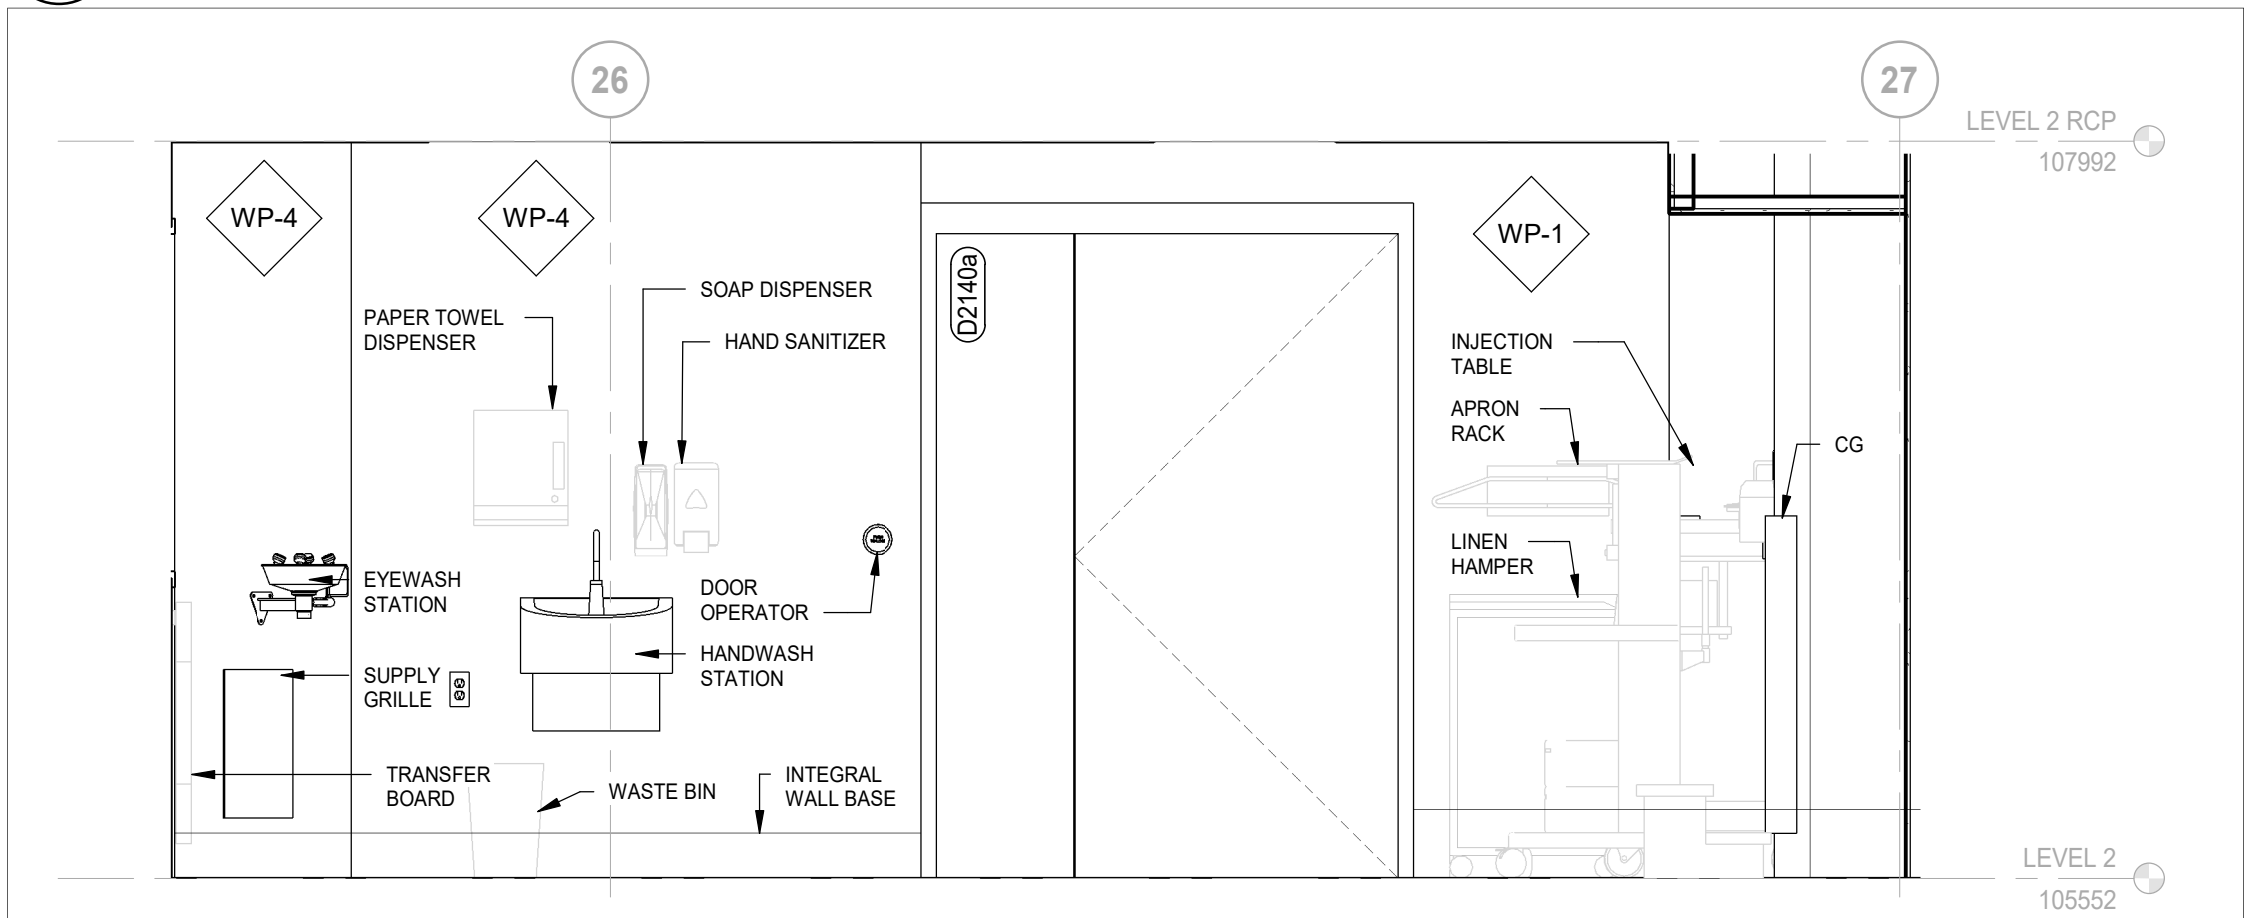 26
27
LEVEL 2 RCP
107992
WP-4
WP-4
WP-1
D2140a
SOAP DISPENSER
PAPER TOWEL
DISPENSER
HAND SANITIZER
INJECTION
TABLE
APRON
RACK
CG
LINEN
HAMPER
EYEWASH
STATION
DOOR
OPERATOR
HANDWASH
STATION
SUPPLY
GRILLE
TRANSFER
BOARD
WASTE BIN
INTEGRAL
WALL BASE
LEVEL 2
105552